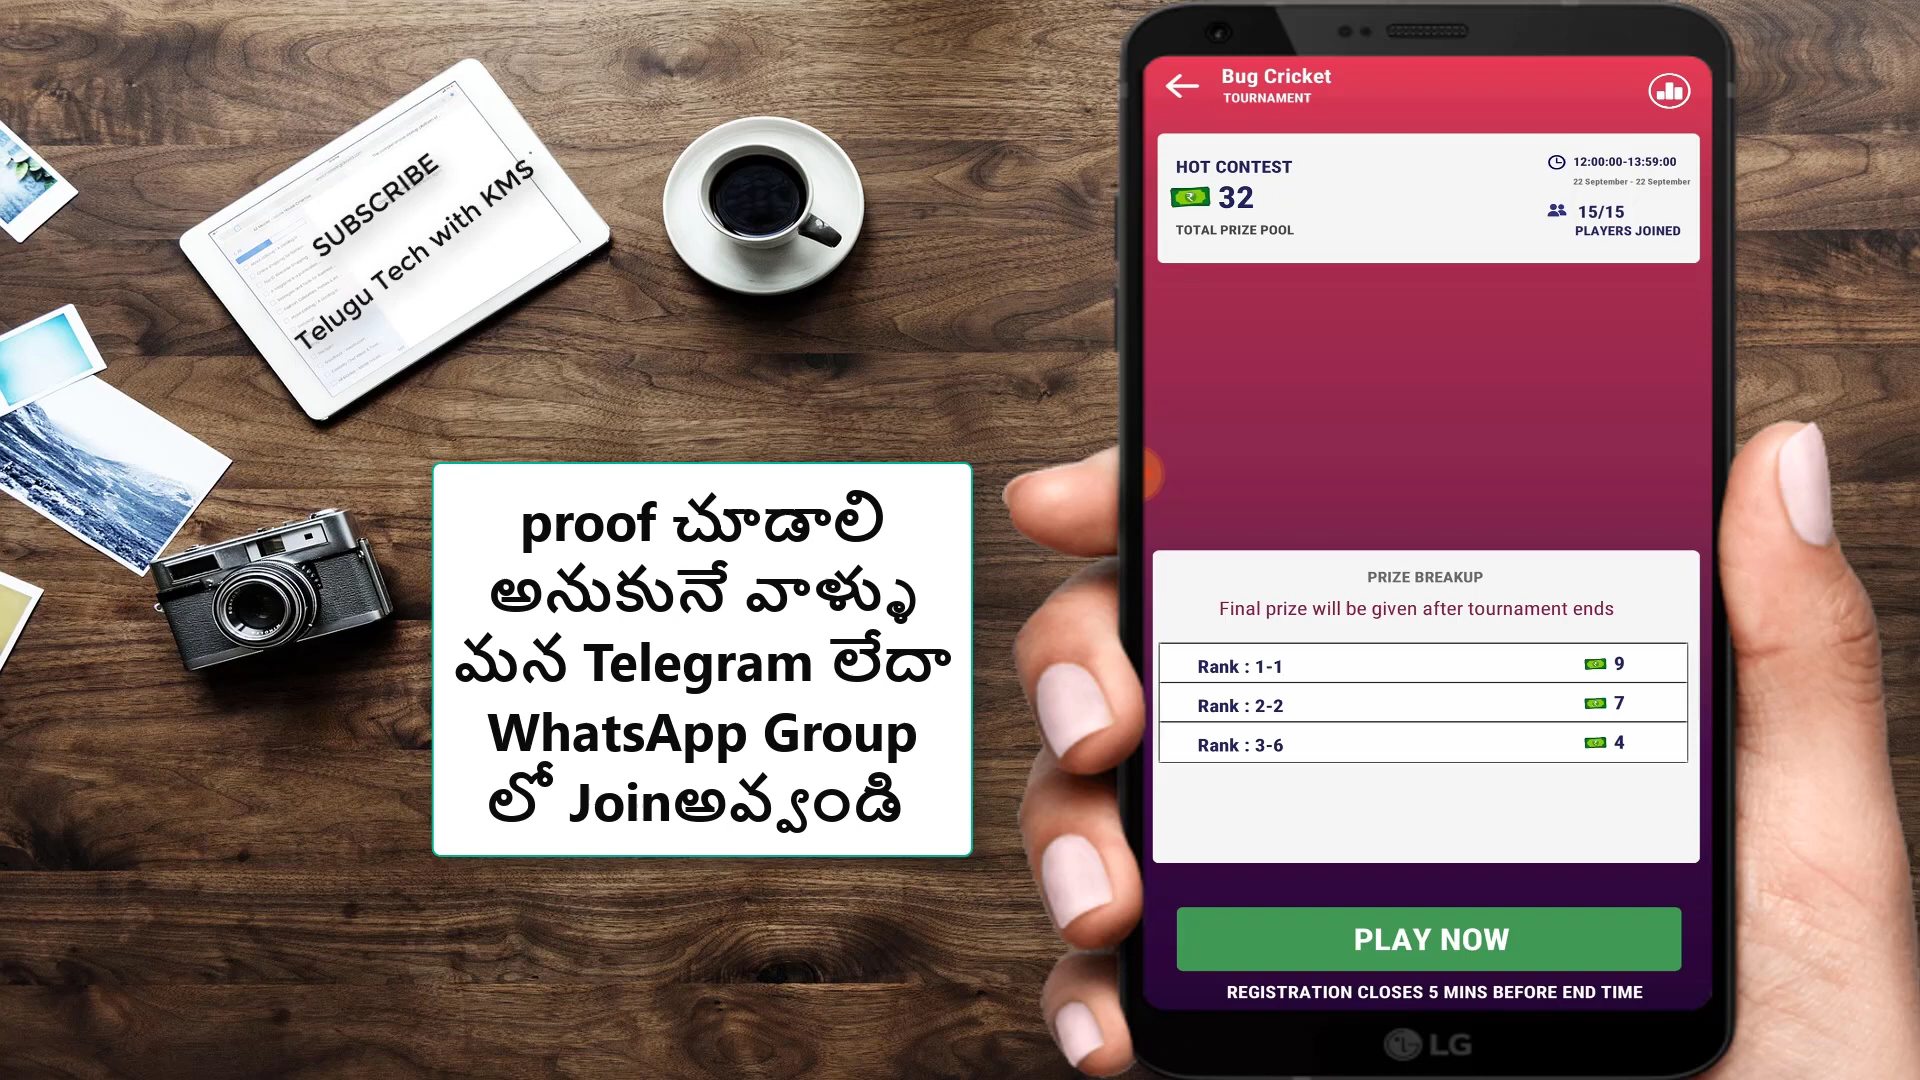 SUBSCRIBE
Telugu Tech with KMS
proof చూడాలి
అనుకునే వాళ్ళు
మన Telegram లేదా
WhatsApp Group
లో Joinఅవ్వండి
Bug Cricket
TOURNAMENT
HOT CONTEST
32
TOTAL PRIZE POOL
12:00:00-13:59:00
22 September - 22 September
15/15
PLAYERS JOINED
PRIZE BREAKUP
Final prize will be given after tournament ends
Rank : 1-1 9
Rank : 2-2 7
Rank : 3-6 4
PLAY NOW
REGISTRATION CLOSES 5 MINS BEFORE END TIME
LG